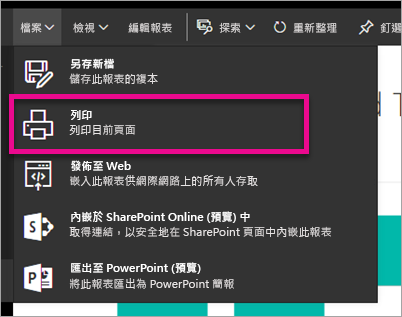 檔案 檢視 編輯報表 探索 重新整理 釘選
另存新檔
儲存此報表的複本
列印
列印目前頁面
發佈至 Web
嵌入此報表供網際網路上的所有人存取
內嵌於 SharePoint Online (預覽) 中
取得連結，以安全地在 SharePoint 頁面中內嵌此報表
匯出至 PowerPoint (預覽)
將此報表匯出為 PowerPoint 簡報